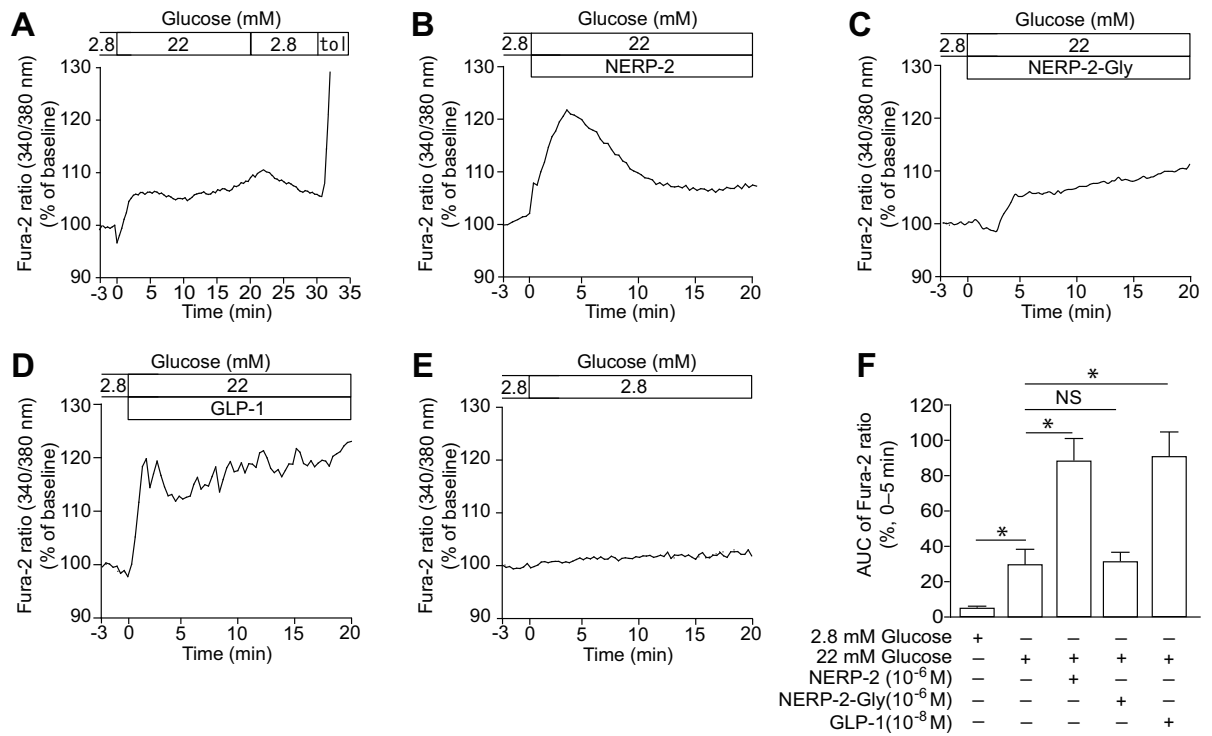 A
Glucose (mM)
2.8 22 2.8 tol
Fura-2 ratio (340/380 nm)
(% of baseline)
130
120
110
100
90
-3 0 5 10 15 20 25 30 35
Time (min)
B
Glucose (mM)
2.8 22
NERP-2
Fura-2 ratio (340/380 nm)
(% of baseline)
130
120
110
100
90
-3 0 5 10 15 20
Time (min)
C
Glucose (mM)
2.8 22
NERP-2-Gly
Fura-2 ratio (340/380 nm)
(% of baseline)
130
120
110
100
90
-3 0 5 10 15 20
Time (min)
D
Glucose (mM)
2.8 22
GLP-1
Fura-2 ratio (340/380 nm)
(% of baseline)
130
120
110
100
90
-3 0 5 10 15 20
Time (min)
E
Glucose (mM)
2.8 2.8
Fura-2 ratio (340/380 nm)
(% of baseline)
130
120
110
100
90
-3 0 5 10 15 20
Time (min)
F
AUC of Fura-2 ratio
(%, 0–5 min)
120
100
80
60
40
20
0
*
NS
*
*
2.8 mM Glucose + – – – –
22 mM Glucose – + + + +
NERP-2 (10⁻⁶ M) – – + – –
NERP-2-Gly(10⁻⁶ M) – – – + –
GLP-1(10⁻⁸ M) – – – – +